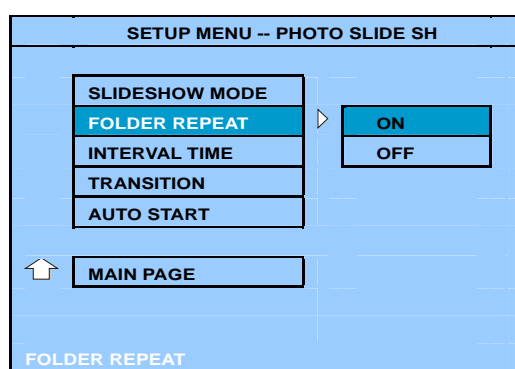 SETUP MENU -- PHOTO SLIDE SH
SLIDESHOW MODE
FOLDER REPEAT
ON
INTERVAL TIME
OFF
TRANSITION
AUTO START
MAIN PAGE
FOLDER REPEAT